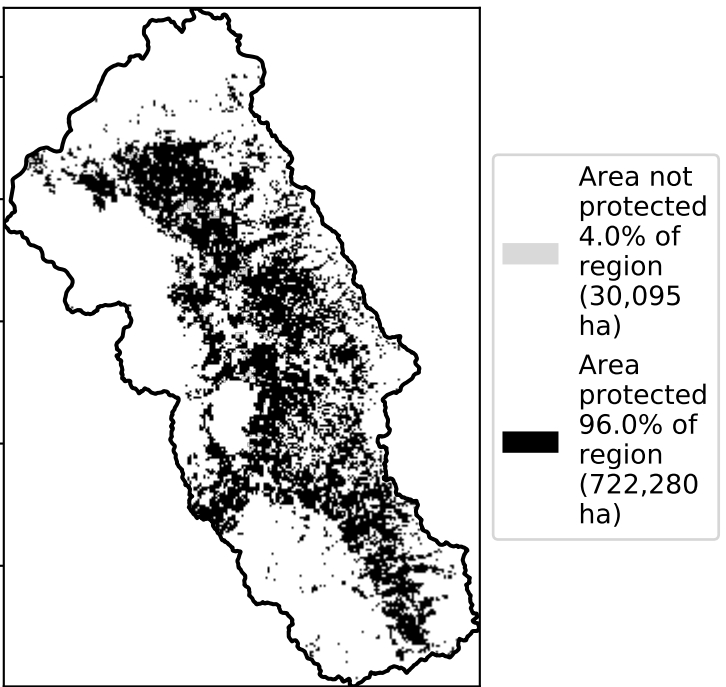 Area not
protected
4.0% of
region
(30,095
ha)
Area
protected
96.0% of
region
(722,280
ha)